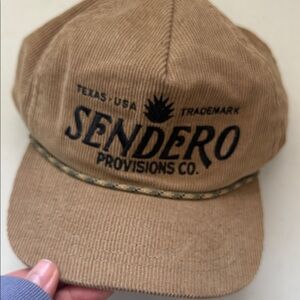 TEXAS·USA TRADEMARK
SENDERO
PROVISIONS CO.